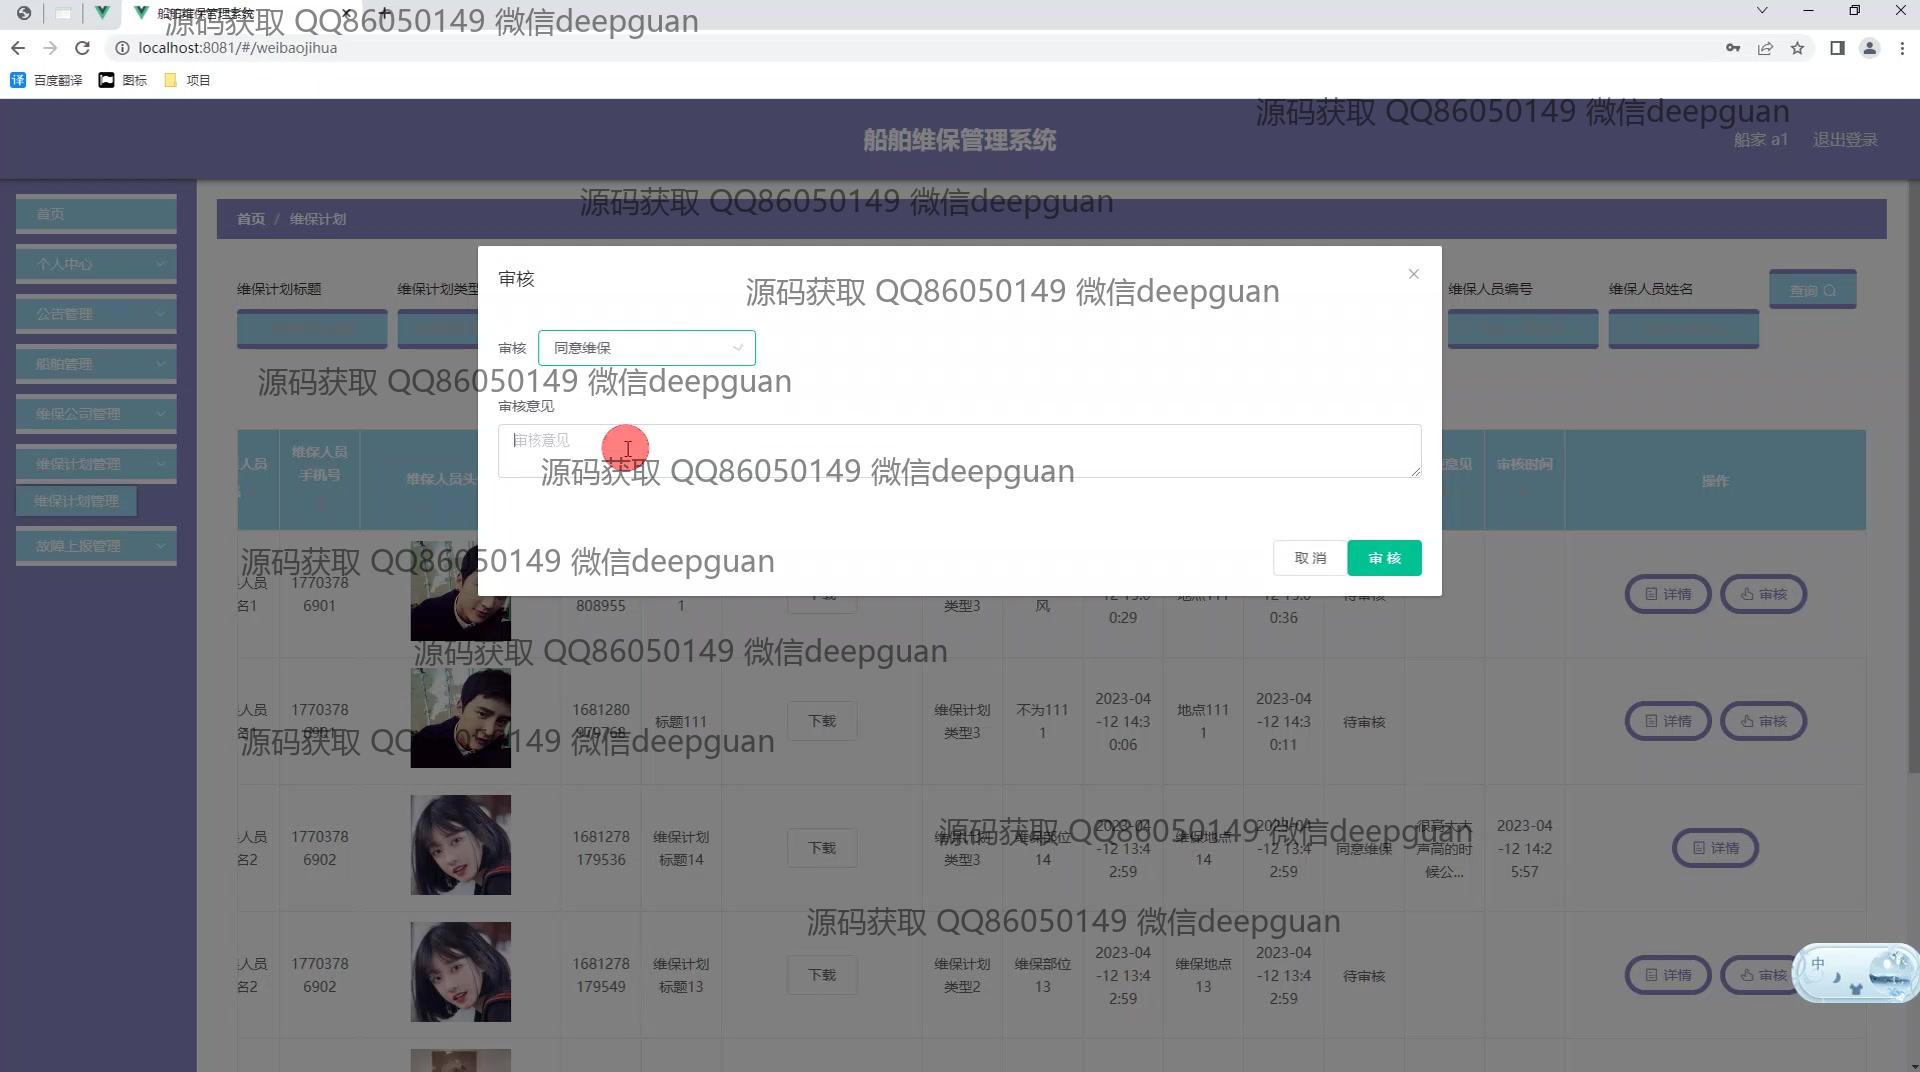 船舶维保管理系统
源码获取 QQ86050149 微信deepguan
localhost:8081/#/weibaojihua
百度翻译 图标 项目
源码获取 QQ86050149 微信deepguan
船舶维保管理系统
船家 a1 退出登录
首页
源码获取 QQ86050149 微信deepguan
首页 / 维保计划
个人中心
审核
源码获取 QQ86050149 微信deepguan
维保计划标题 维保计划类型
维保人员编号 维保人员姓名 查询
公告管理
审核 同意维保
船舶管理
源码获取 QQ86050149 微信deepguan
审核意见
维保公司管理
审核意见
维保计划管理
源码获取 QQ86050149 微信deepguan
维保计划管理
故障上报管理
人员 维保人员手机号 维保人员头 意见 审核时间 操作
取消 审核
源码获取 QQ86050149 微信deepguan
人员 1770378
名1 6901 808955 1 类型3 风 0:29 0:36 待审核 详情 审核
源码获取 QQ86050149 微信deepguan
人员 1770378 1681280 标题111 下载 维保计划 不为111 2023-04 地点111 2023-04 待审核 详情 审核
979768 类型3 1 -12 14:3 1 -12 14:3
0:06 0:11
源码获取 QQ86050149 微信deepguan
源码获取 QQ86050149 微信deepguan
人员 1770378 1681278 维保计划 下载 维保计划 维保部位 2023-04 维保地点 2023-04 同意维保 2023-04 详情
名2 6902 179536 标题14 类型3 14 -12 13:4 14 -12 13:4 声高的时 -12 14:2
2:59 2:59 候公... 5:57
源码获取 QQ86050149 微信deepguan
人员 1770378 1681278 维保计划 下载 维保计划 维保部位 2023-04 维保地点 2023-04 待审核 详情 审核
名2 6902 179549 标题13 类型2 13 -12 13:4 13 -12 13:4
2:59 2:59
中